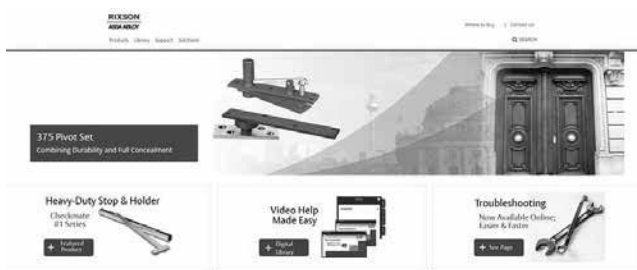 RIXSON
ASSA ABLOY
Where to Buy | Contact Us
Products Library Support Solutions
SEARCH
375 Pivot Set
Combining Durability and Full Concealment
Heavy-Duty Stop & Holder
Checkmate
#1 Series
+ Featured
Product
Video Help
Made Easy
+ Digital
Library
Troubleshooting
Now Available Online;
Easier & Faster
+ See Page